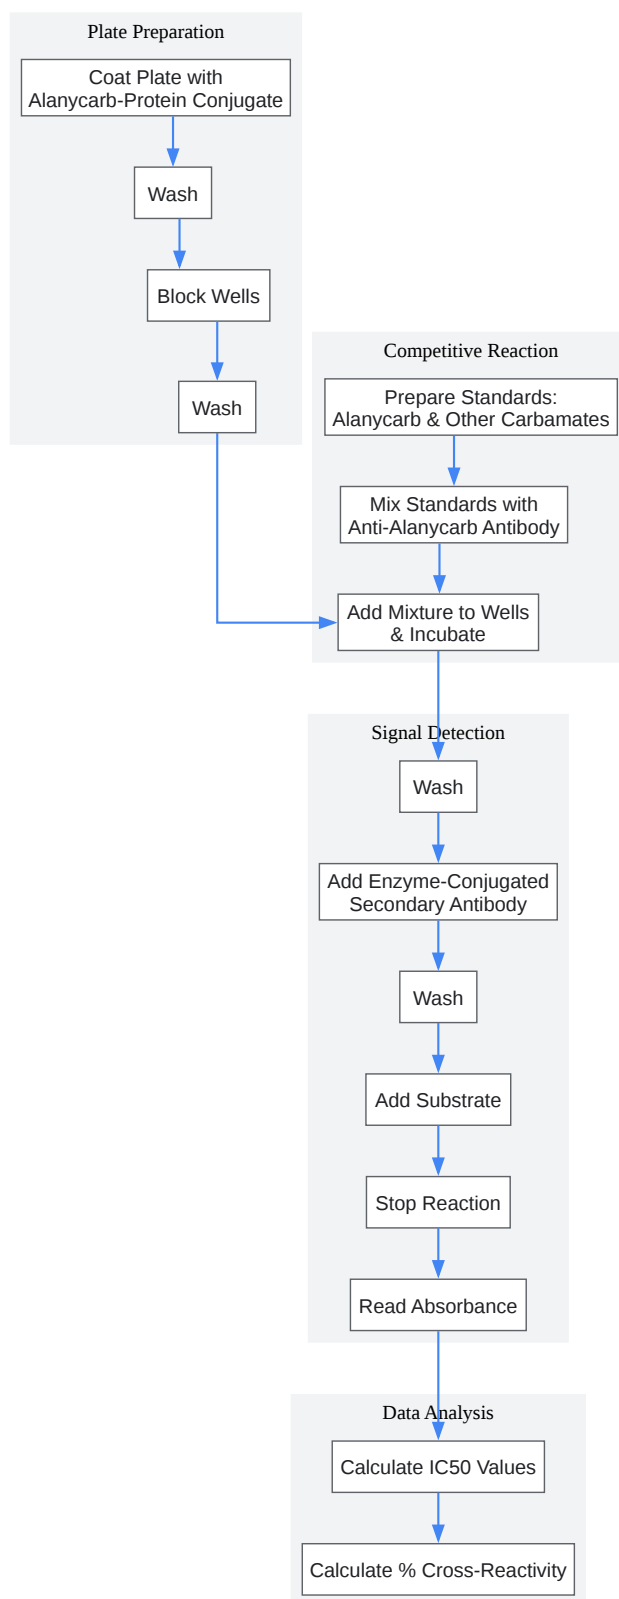 Plate Preparation
Coat Plate with
Alanycarb-Protein Conjugate
Wash
Block Wells
Wash
Competitive Reaction
Prepare Standards:
Alanycarb & Other Carbamates
Mix Standards with
Anti-Alanycarb Antibody
Add Mixture to Wells
& Incubate
Signal Detection
Wash
Add Enzyme-Conjugated
Secondary Antibody
Wash
Add Substrate
Stop Reaction
Read Absorbance
Data Analysis
Calculate IC50 Values
Calculate % Cross-Reactivity